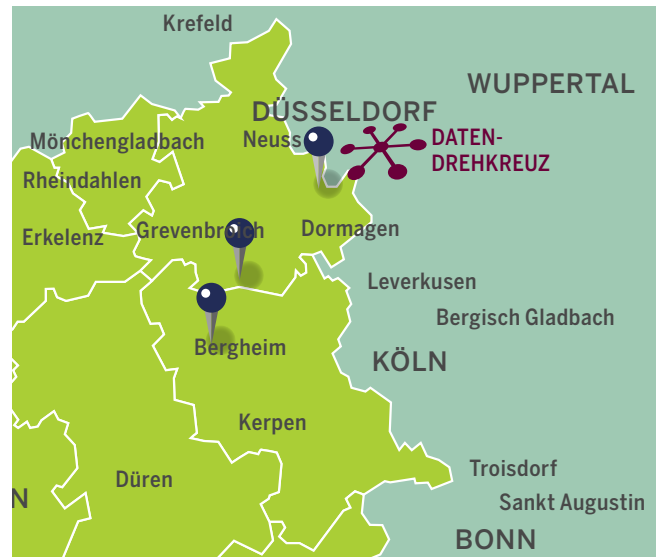 Krefeld
WUPPERTAL
DÜSSELDORF
Mönchengladbach
Neuss
DATEN-
DREHKREUZ
Rheindahlen
Erkelenz
Grevenbroich
Dormagen
Leverkusen
Bergisch Gladbach
Bergheim
KÖLN
Kerpen
Düren
Troisdorf
N
Sankt Augustin
BONN